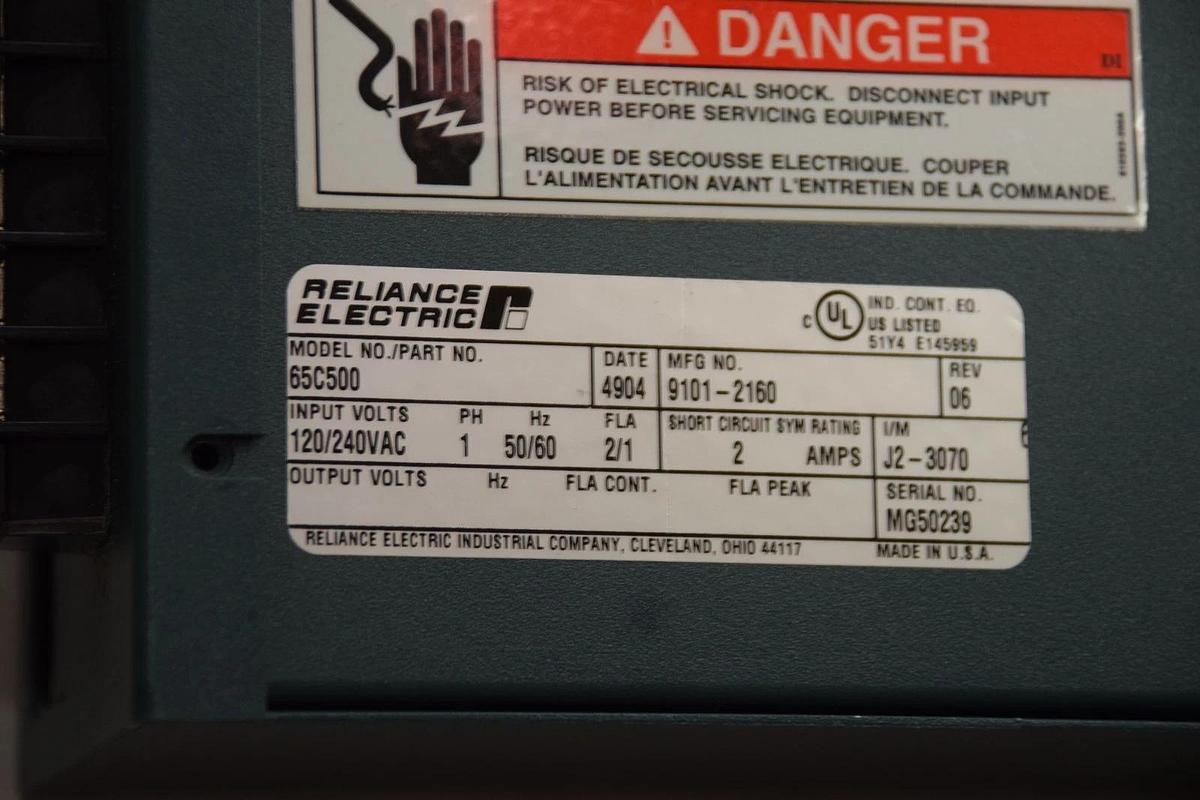 DANGER
DI
RISK OF ELECTRICAL SHOCK. DISCONNECT INPUT
POWER BEFORE SERVICING EQUIPMENT.
RISQUE DE SECOUSSE ELECTRIQUE. COUPER
L'ALIMENTATION AVANT L'ENTRETIEN DE LA COMMANDE.
RELIANCE
ELECTRIC
C UL
IND. CONT. EQ.
US LISTED
51Y4 E145959
MODEL NO./PART NO. DATE MFG NO. REV
65C500 4904 9101-2160 06
INPUT VOLTS PH Hz FLA SHORT CIRCUIT SYM RATING I/M
120/240VAC 1 50/60 2/1 2 AMPS J2-3070
OUTPUT VOLTS Hz FLA CONT. FLA PEAK SERIAL NO.
MG50239
RELIANCE ELECTRIC INDUSTRIAL COMPANY, CLEVELAND, OHIO 44117 MADE IN U.S.A.